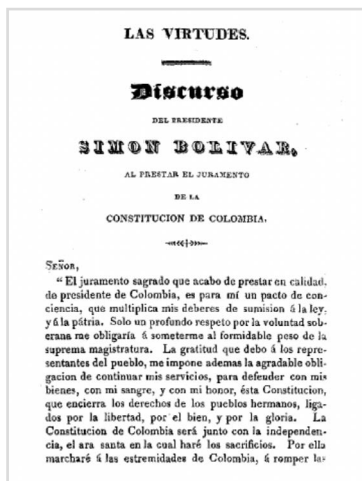 LAS VIRTUDES.
Discurso
DEL PRESIDENTE
SIMON BOLIVAR,
AL PRESTAR EL JURAMENTO
DE LA
CONSTITUCION DE COLOMBIA.
SEÑOR,
“El juramento sagrado que acabo de prestar en calidad.
de presidente de Colombia, es para mí un pacto de con-
ciencia, que multiplica mis deberes de sumision á la ley.
y á la pátria. Solo un profundo respeto por la voluntad sob-
erana me obligaría á someterme al formidable peso de la
suprema magistratura. La gratitud que debo á los repre-
sentantes del pueblo, me impone ademas la agradable obli-
gacion de continuar mis servicios, para defender con mis
bienes, con mi sangre, y con mi honor, ésta Constitucion,
que encierra los derechos de los pueblos hermanos, liga-
dos por la libertad, por el bien, y por la gloria. La
Constitucion de Colombia será junto con la independen-
cia, el ara santa en la cual haré los sacrificios. Por ella
marcharé á las estremidades de Colombia, á romper las